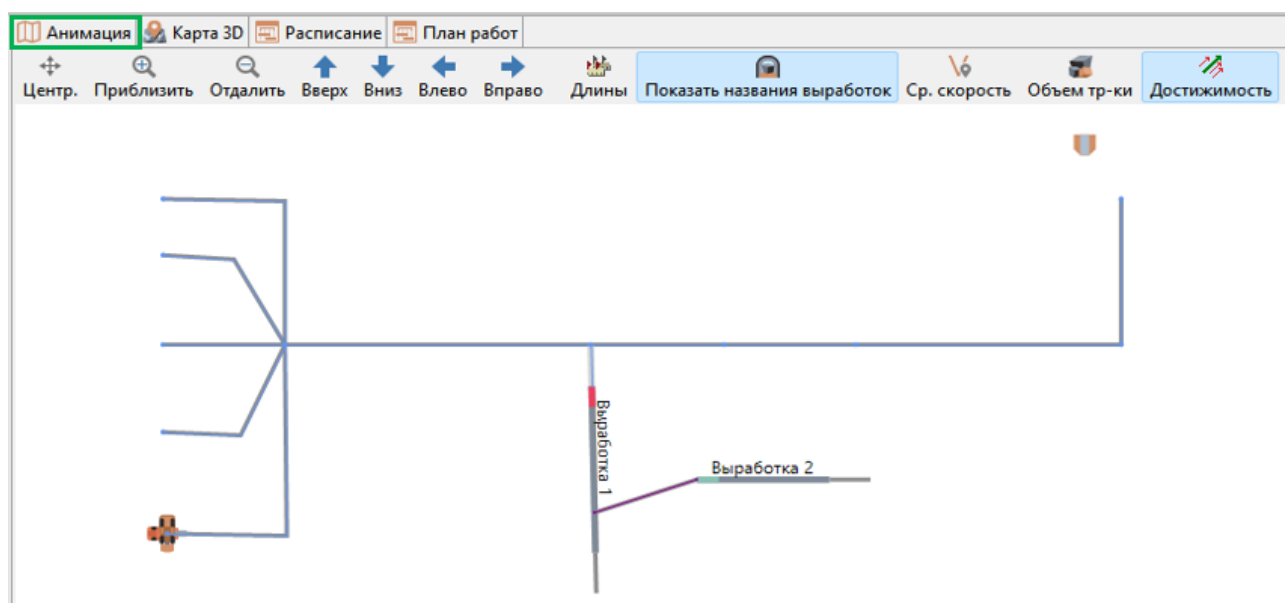 Анимация Карта 3D Расписание План работ
Центр. Приблизить Отдалить Вверх Вниз Влево Вправо Длины Показать названия выработок Ср. скорость Объем тр-ки Достижимость
Выработка 1
Выработка 2